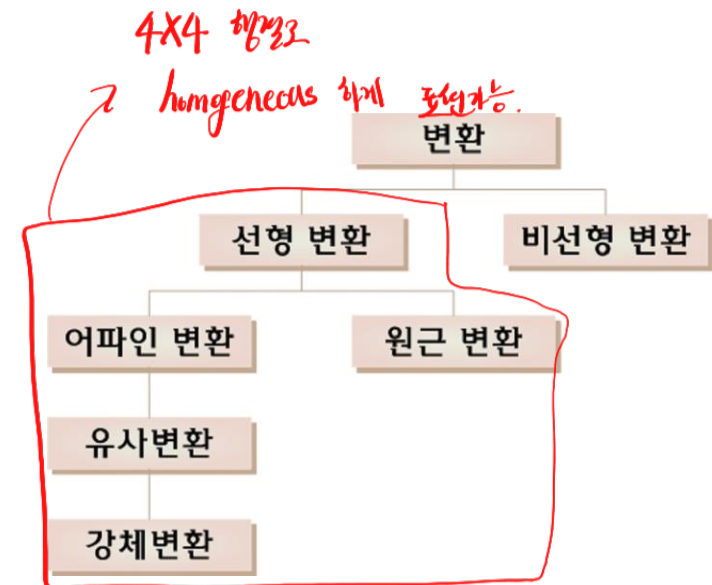 4X4 행렬로
homgeneous 하게 표현가능.
변환
선형 변환
비선형 변환
어파인 변환
원근 변환
유사변환
강체변환